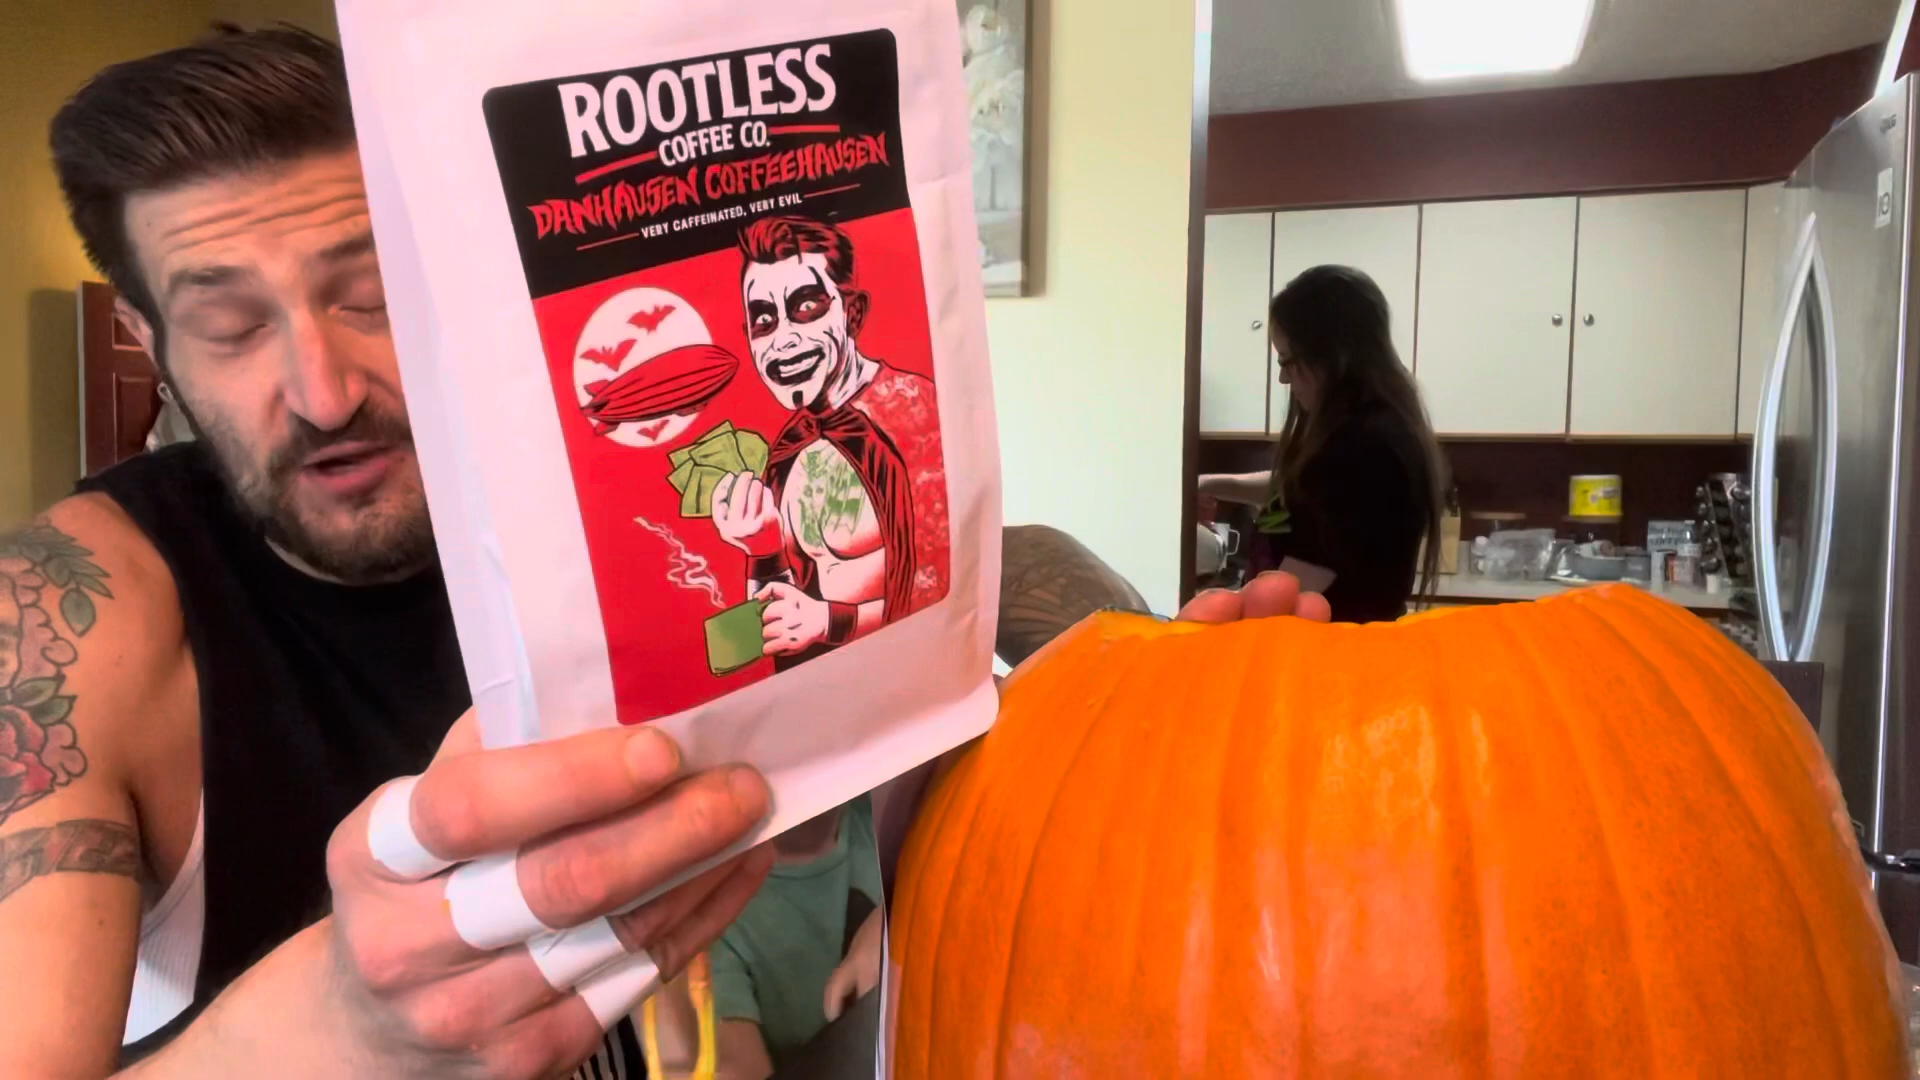 ROOTLESS
COFFEE CO.
DANHAUSEN COFFEEHAUSEN
VERY CAFFEINATED, VERY EVIL